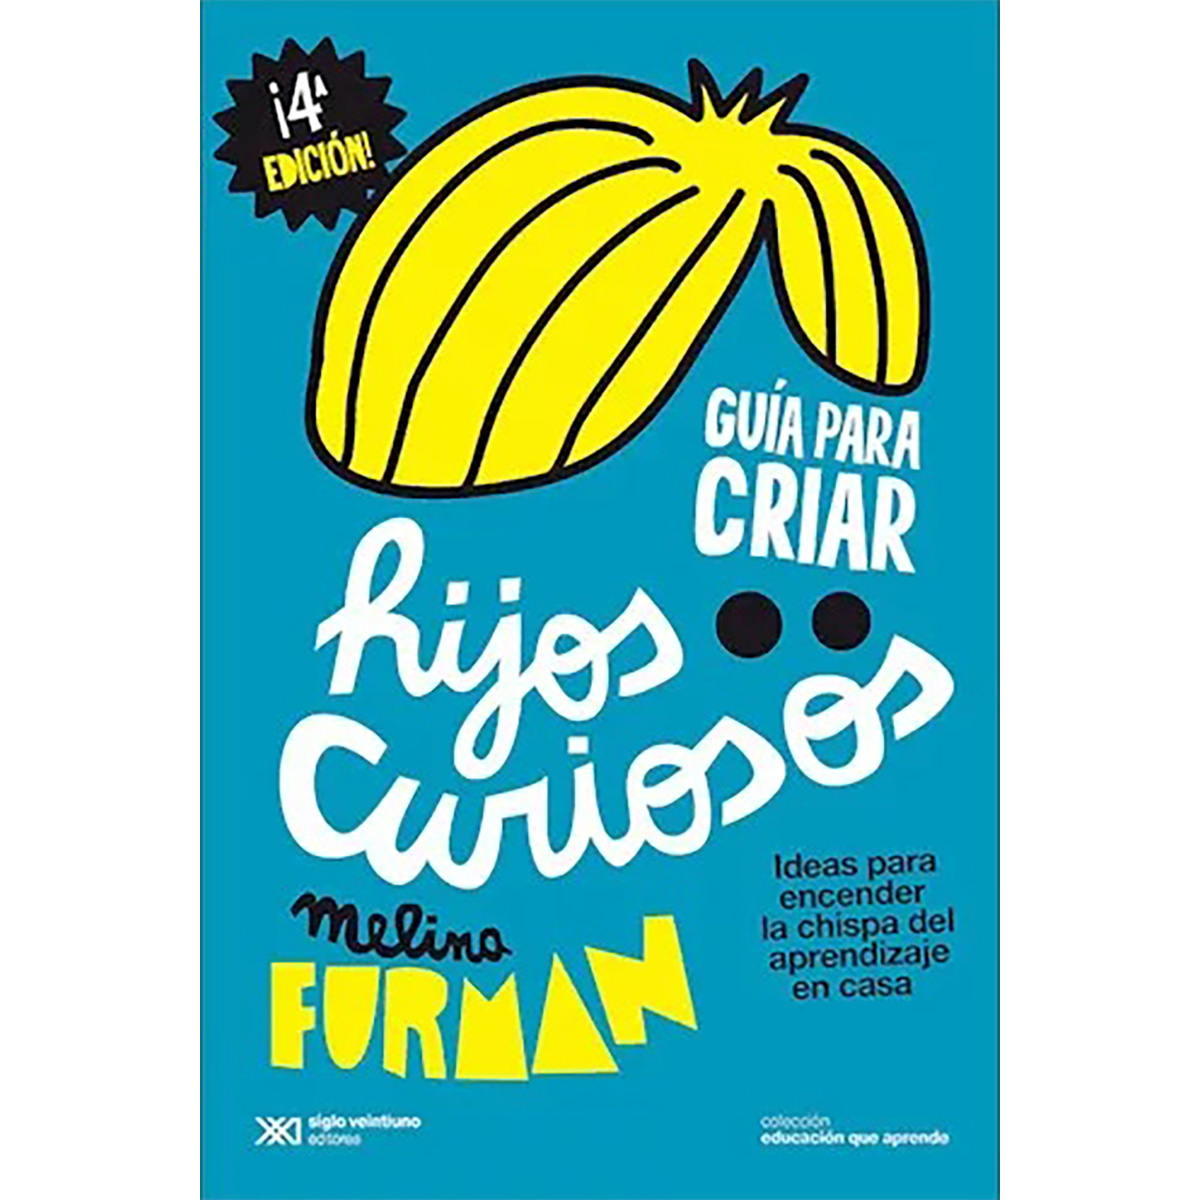 ¡4ᴬ
EDICIÓN!
GUÍA PARA
CRIAR
hijos
curiosos
Ideas para
encender
la chispa del
aprendizaje
en casa
melina
FURMAN
XXI siglo veintiuno
editores
colección
educación que aprende